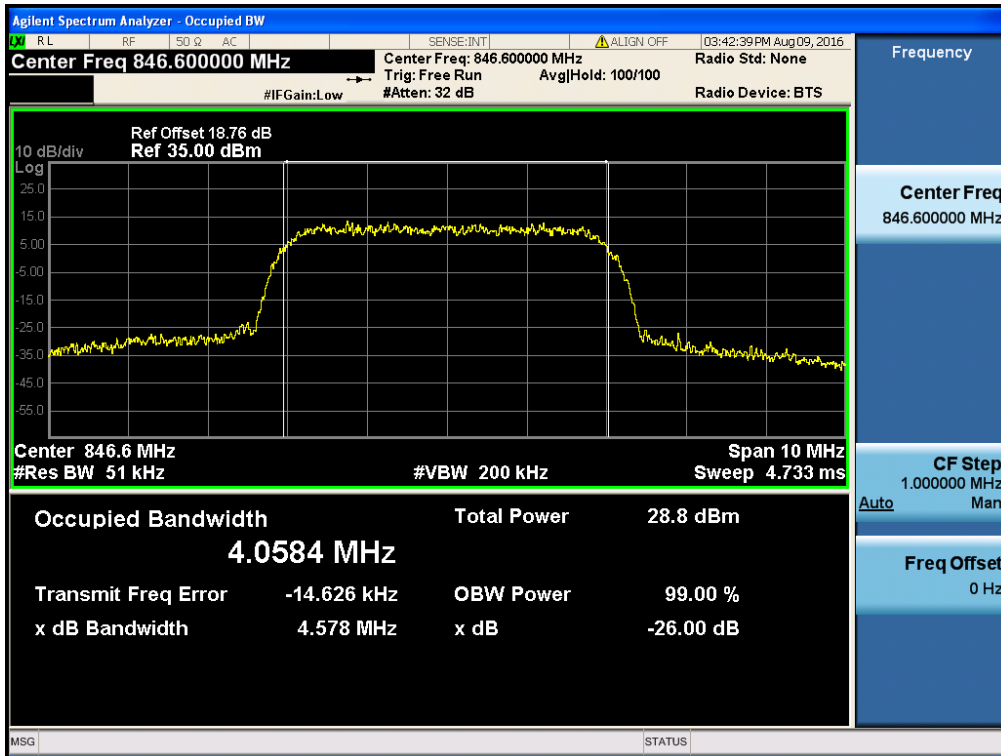 Agilent Spectrum Analyzer - Occupied BW
LXI RL RF 50 Ω AC SENSE:INT ALIGN OFF 03:42:39 PM Aug 09, 2016
Center Freq 846.600000 MHz
Center Freq: 846.600000 MHz
Radio Std: None
Trig: Free Run
Avg|Hold: 100/100
#IFGain:Low
#Atten: 32 dB
Radio Device: BTS
Ref Offset 18.76 dB
10 dB/div
Ref 35.00 dBm
Log
25.0
15.0
5.00
-5.00
-15.0
-25.0
-35.0
-45.0
-55.0
Center 846.6 MHz
Span 10 MHz
#Res BW 51 kHz
#VBW 200 kHz
Sweep 4.733 ms
Occupied Bandwidth
Total Power
28.8 dBm
4.0584 MHz
Transmit Freq Error
-14.626 kHz
OBW Power
99.00 %
x dB Bandwidth
4.578 MHz
x dB
-26.00 dB
MSG
STATUS
Frequency
Center Freq
846.600000 MHz
CF Step
1.000000 MHz
Auto Man
Freq Offset
0 Hz